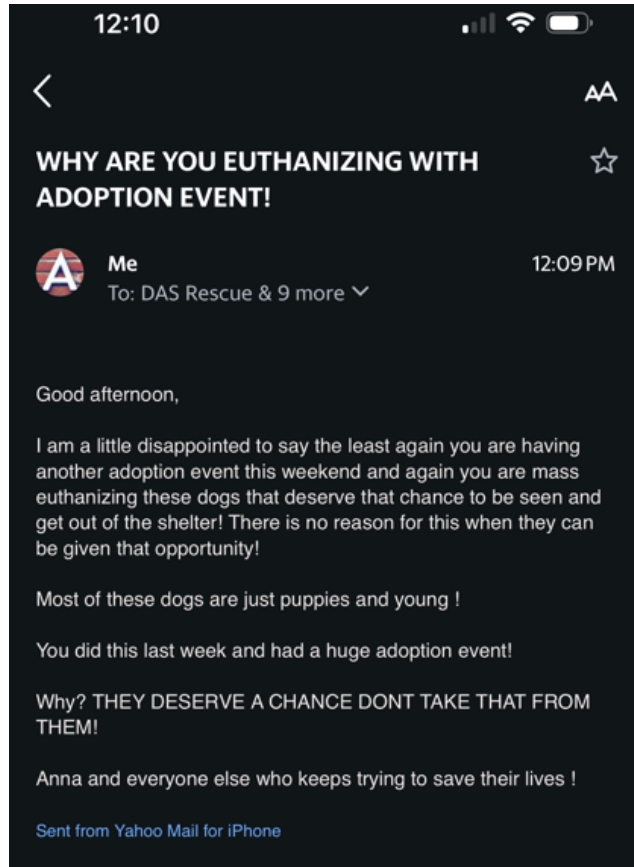 12:10
AA
WHY ARE YOU EUTHANIZING WITH
ADOPTION EVENT!
A
Me
12:09 PM
To: DAS Rescue & 9 more
Good afternoon,
I am a little disappointed to say the least again you are having
another adoption event this weekend and again you are mass
euthanizing these dogs that deserve that chance to be seen and
get out of the shelter! There is no reason for this when they can
be given that opportunity!
Most of these dogs are just puppies and young !
You did this last week and had a huge adoption event!
Why? THEY DESERVE A CHANCE DONT TAKE THAT FROM
THEM!
Anna and everyone else who keeps trying to save their lives !
Sent from Yahoo Mail for iPhone